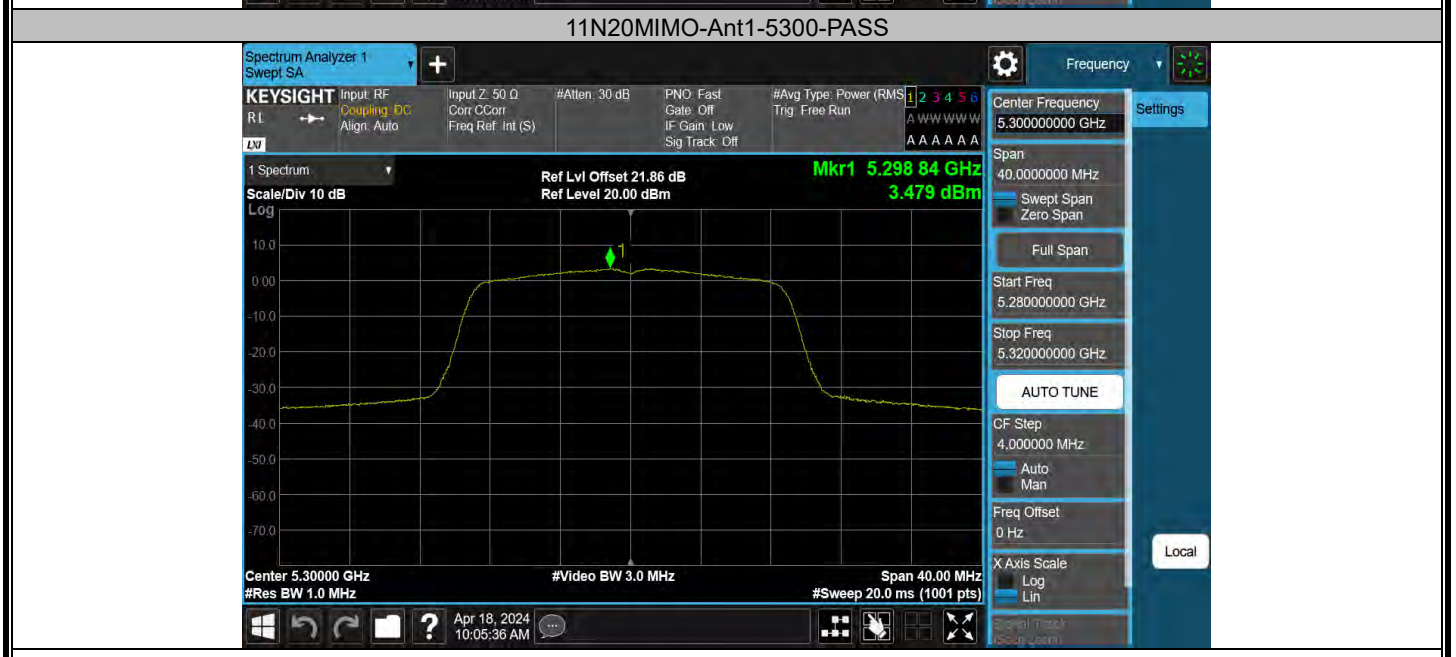 11N20MIMO-Ant1-5300-PASS
Spectrum Analyzer 1
Swept SA
+
Frequency
KEYSIGHT
RL
LXI
Input: RF
Coupling: DC
Align: Auto
Input Z: 50 Ω
Corr CCorr
Freq Ref: Int (S)
#Atten: 30 dB
PNO: Fast
Gate: Off
IF Gain: Low
Sig Track: Off
#Avg Type: Power (RMS
Trig: Free Run
1 2 3 4 5 6
A W W W W W
A A A A A A
Center Frequency
5.300000000 GHz
Settings
Span
40.0000000 MHz
Swept Span
Zero Span
Full Span
Start Freq
5.280000000 GHz
Stop Freq
5.320000000 GHz
AUTO TUNE
CF Step
4.000000 MHz
Auto
Man
Freq Offset
0 Hz
X Axis Scale
Log
Lin
Signal Track
Local
1 Spectrum
Scale/Div 10 dB
Log
Ref Lvl Offset 21.86 dB
Ref Level 20.00 dBm
Mkr1 5.298 84 GHz
3.479 dBm
1
10.0
0.00
-10.0
-20.0
-30.0
-40.0
-50.0
-60.0
-70.0
Center 5.30000 GHz
#Res BW 1.0 MHz
#Video BW 3.0 MHz
Span 40.00 MHz
#Sweep 20.0 ms (1001 pts)
?
Apr 18, 2024
10:05:36 AM